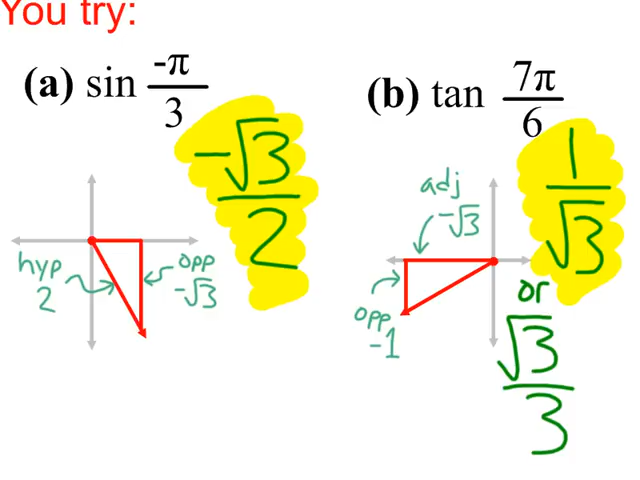 You try:
(a) sin -π/3
-√3/2
hyp
2
opp
-√3
(b) tan 7π/6
1/√3
or
√3/3
adj
-√3
opp
-1